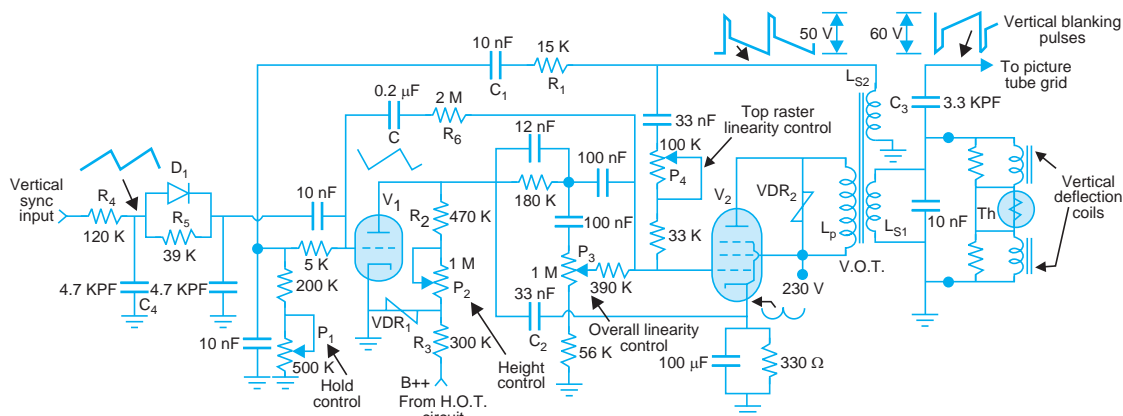 50 V
60 V
Vertical blanking
pulses
To picture
tube grid
10 nF
C1
15 K
R1
LS2
C3
3.3 KPF
0.2 μF
C
2 M
R6
12 nF
33 nF
100 K
P4
Top raster
linearity control
D1
Vertical
sync
input
R4
120 K
R5
39 K
10 nF
V1
R2
470 K
180 K
100 nF
100 nF
V2
VDR2
Lp
LS1
10 nF
Th
Vertical
deflection
coils
5 K
200 K
1 M
P2
1 M
P3
390 K
33 K
230 V
V.O.T.
4.7 KPF
C4
4.7 KPF
10 nF
P1
500 K
Hold
control
VDR1
R3
300 K
B++
From H.O.T.
circuit
Height
control
33 nF
C2
56 K
Overall linearity
control
100 μF
330 Ω